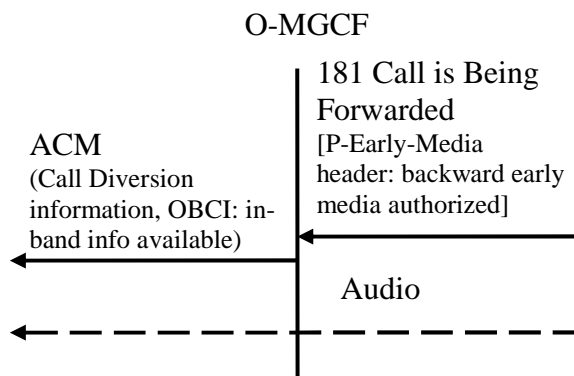 O-MGCF
181 Call is Being
Forwarded
[P-Early-Media
header: backward early
media authorized]
ACM
(Call Diversion
information, OBCI: in-
band info available)
Audio